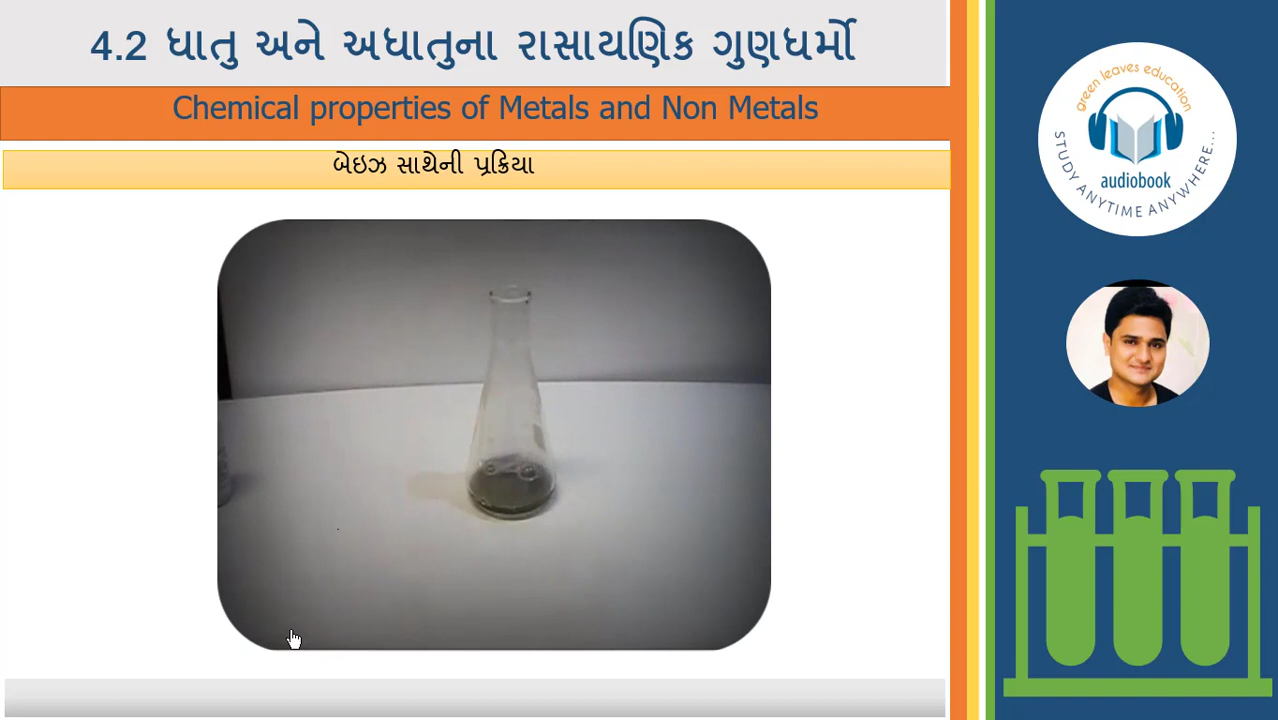 4.2 ધાતુ અને અધાતુના રાસાયણિક ગુણધર્મો
Chemical properties of Metals and Non Metals
બેઇઝ સાથેની પ્રક્રિયા
green leaves education
audiobook
STUDY ANYTIME ANYWHERE...